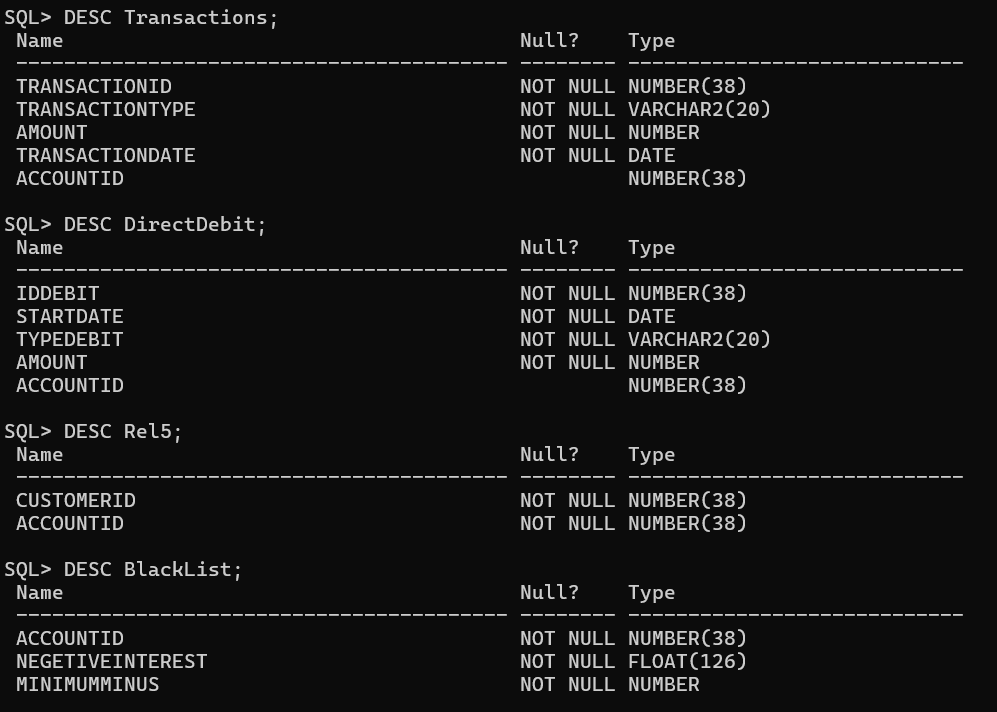 SQL> DESC Transactions;
Name Null? Type
----------------------------------------- -------- ----------------------------
TRANSACTIONID NOT NULL NUMBER(38)
TRANSACTIONTYPE NOT NULL VARCHAR2(20)
AMOUNT NOT NULL NUMBER
TRANSACTIONDATE NOT NULL DATE
ACCOUNTID NUMBER(38)
SQL> DESC DirectDebit;
Name Null? Type
----------------------------------------- -------- ----------------------------
IDDEBIT NOT NULL NUMBER(38)
STARTDATE NOT NULL DATE
TYPEDEBIT NOT NULL VARCHAR2(20)
AMOUNT NOT NULL NUMBER
ACCOUNTID NUMBER(38)
SQL> DESC Rel5;
Name Null? Type
----------------------------------------- -------- ----------------------------
CUSTOMERID NOT NULL NUMBER(38)
ACCOUNTID NOT NULL NUMBER(38)
SQL> DESC BlackList;
Name Null? Type
----------------------------------------- -------- ----------------------------
ACCOUNTID NOT NULL NUMBER(38)
NEGETIVEINTEREST NOT NULL FLOAT(126)
MINIMUMMINUS NOT NULL NUMBER